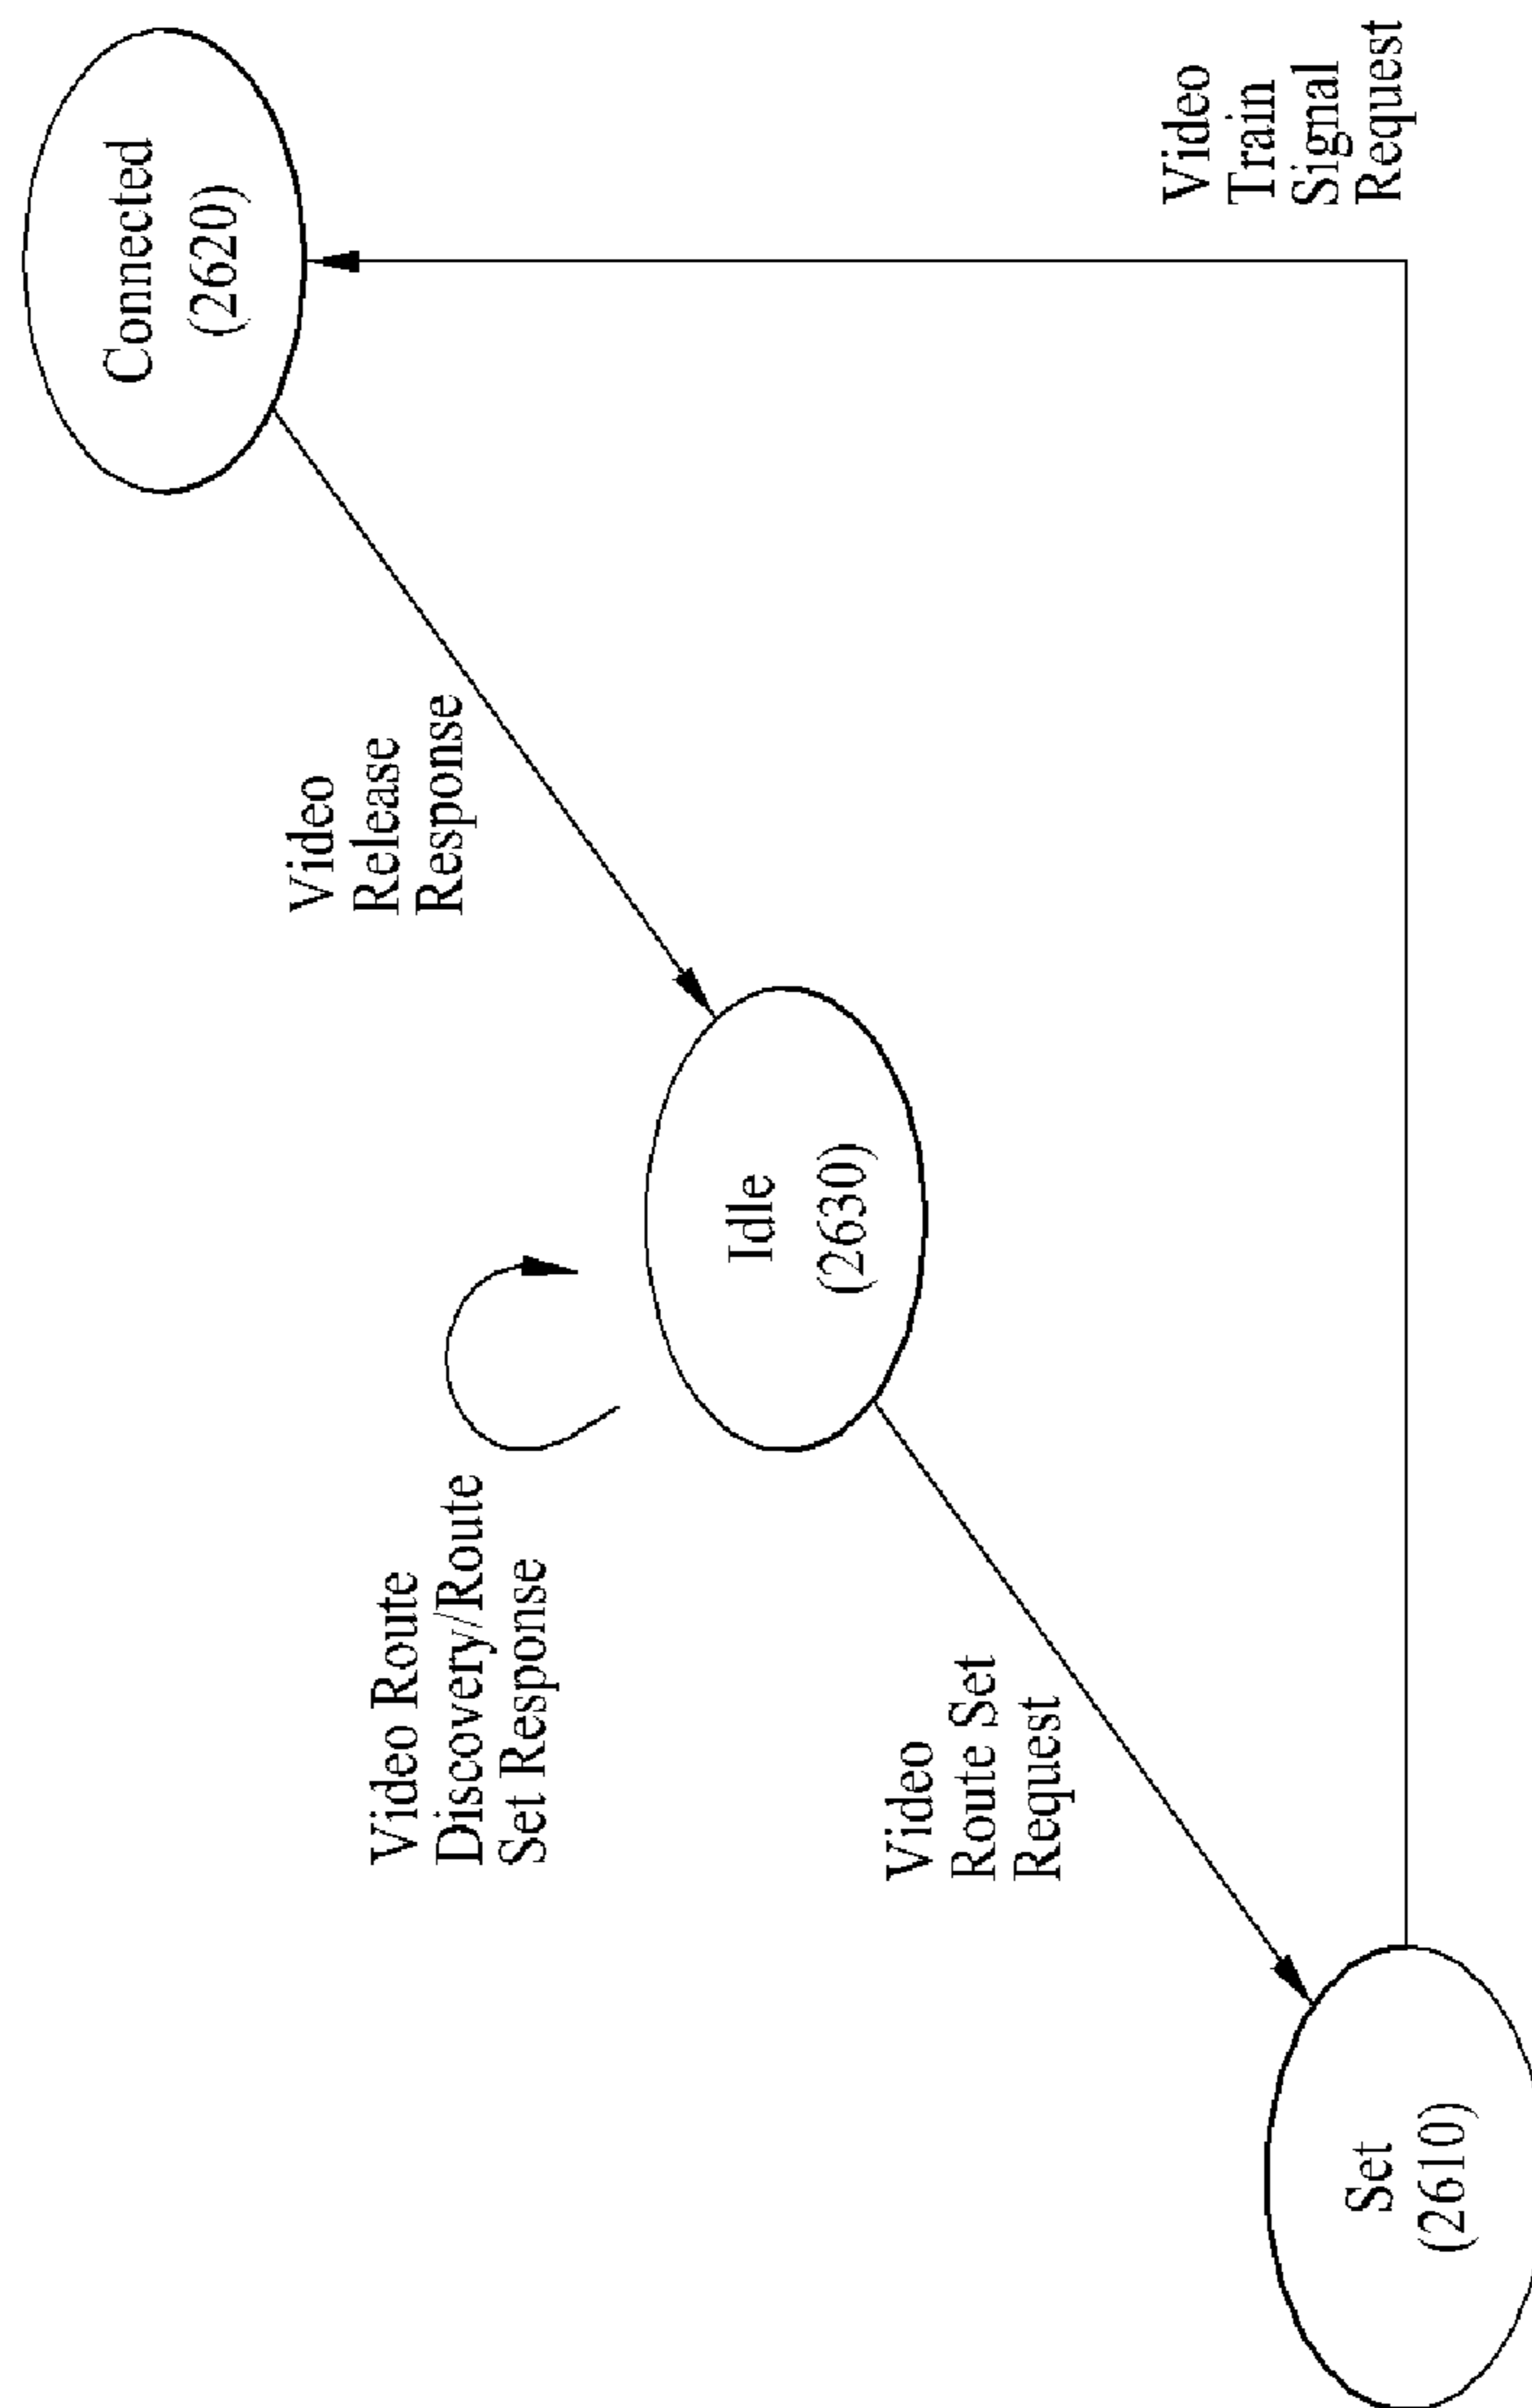 Connected
(2620)
Video
Release
Response
Video Route
Discovery/Route
Set Response
Idle
(2630)
Video
Route Set
Request
Video
Train
Signal
Request
Set
(2610)